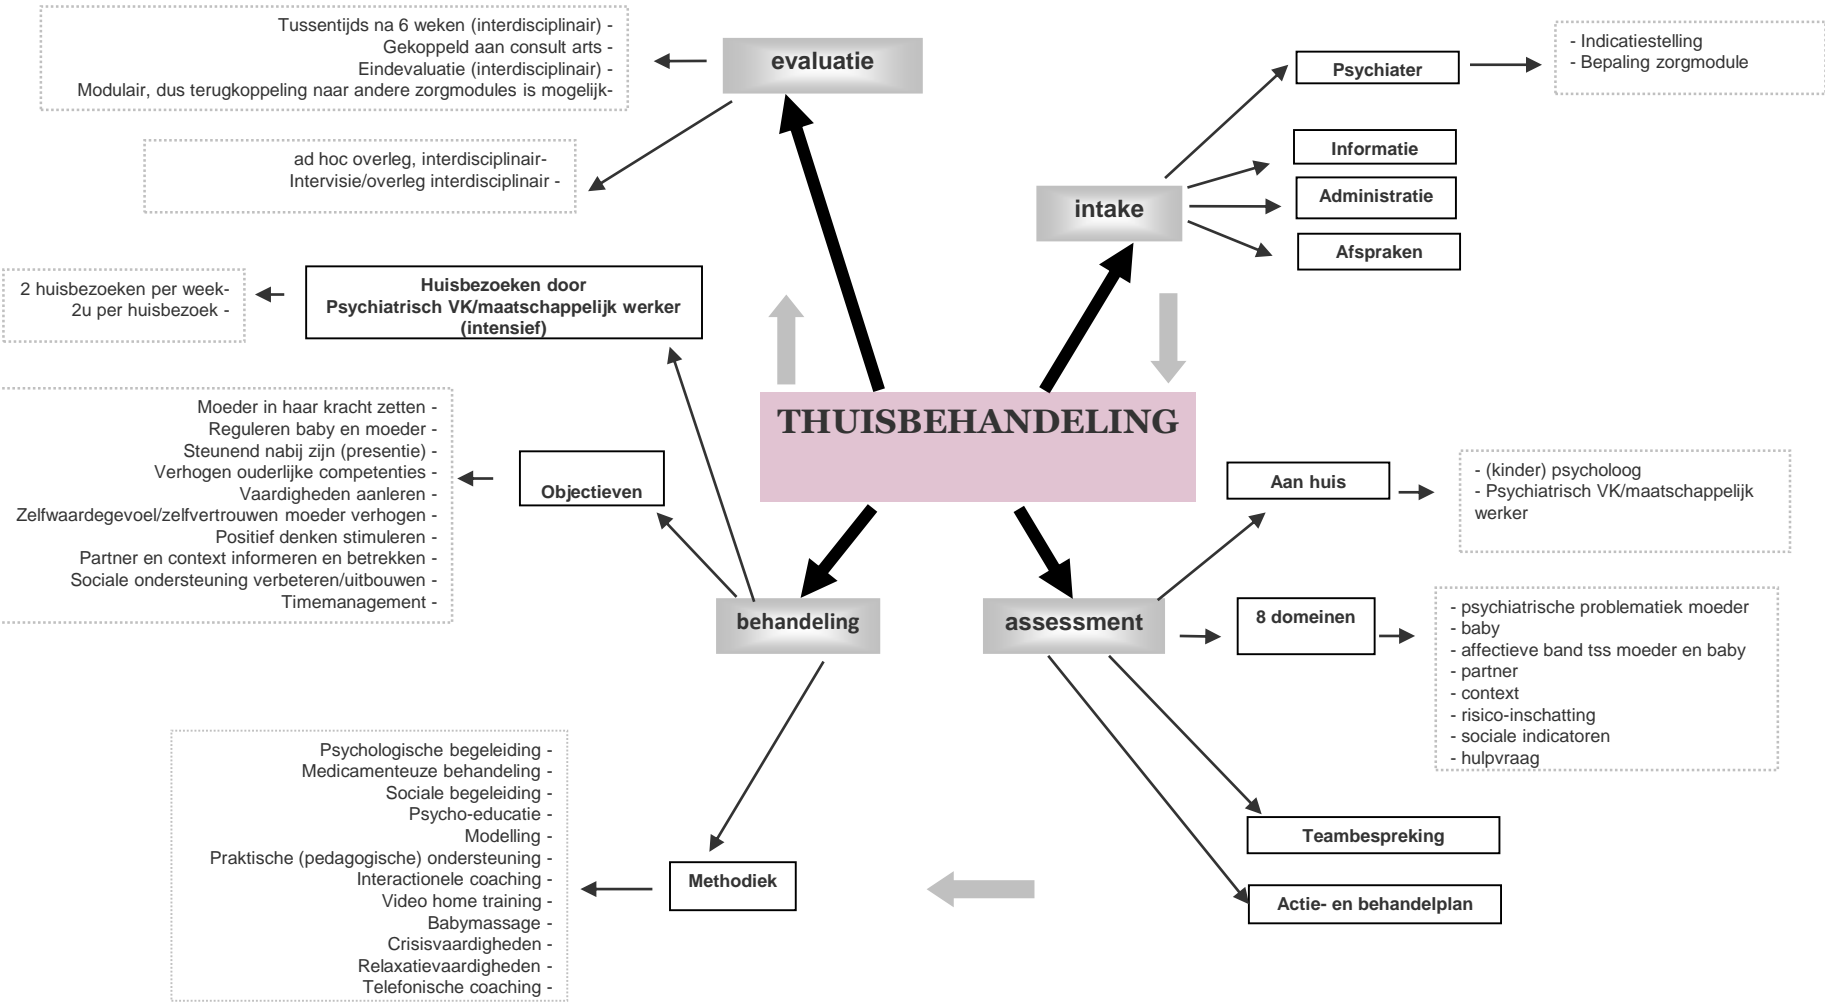 Tussentijds na 6 weken (interdisciplinair) -
Gekoppeld aan consult arts -
Eindevaluatie (interdisciplinair) -
Modulair, dus terugkoppeling naar andere zorgmodules is mogelijk-
evaluatie
ad hoc overleg, interdisciplinair-
Intervisie/overleg interdisciplinair -
Psychiater
- Indicatiestelling
- Bepaling zorgmodule
Informatie
intake
Administratie
Afspraken
2 huisbezoeken per week-
2u per huisbezoek -
Huisbezoeken door
Psychiatrisch VK/maatschappelijk werker
(intensief)
THUISBEHANDELING
Moeder in haar kracht zetten -
Reguleren baby en moeder -
Steunend nabij zijn (presentie) -
Verhogen ouderlijke competenties -
Vaardigheden aanleren -
Zelfwaardegevoel/zelfvertrouwen moeder verhogen -
Positief denken stimuleren -
Partner en context informeren en betrekken -
Sociale ondersteuning verbeteren/uitbouwen -
Timemanagement -
Objectieven
Aan huis
- (kinder) psycholoog
- Psychiatrisch VK/maatschappelijk
werker
behandeling
assessment
8 domeinen
- psychiatrische problematiek moeder
- baby
- affectieve band tss moeder en baby
- partner
- context
- risico-inschatting
- sociale indicatoren
- hulpvraag
Psychologische begeleiding -
Medicamenteuze behandeling -
Sociale begeleiding -
Psycho-educatie -
Modelling -
Praktische (pedagogische) ondersteuning -
Interactionele coaching -
Video home training -
Babymassage -
Crisisvaardigheden -
Relaxatievaardigheden -
Telefonische coaching -
Methodiek
Teambespreking
Actie- en behandelplan